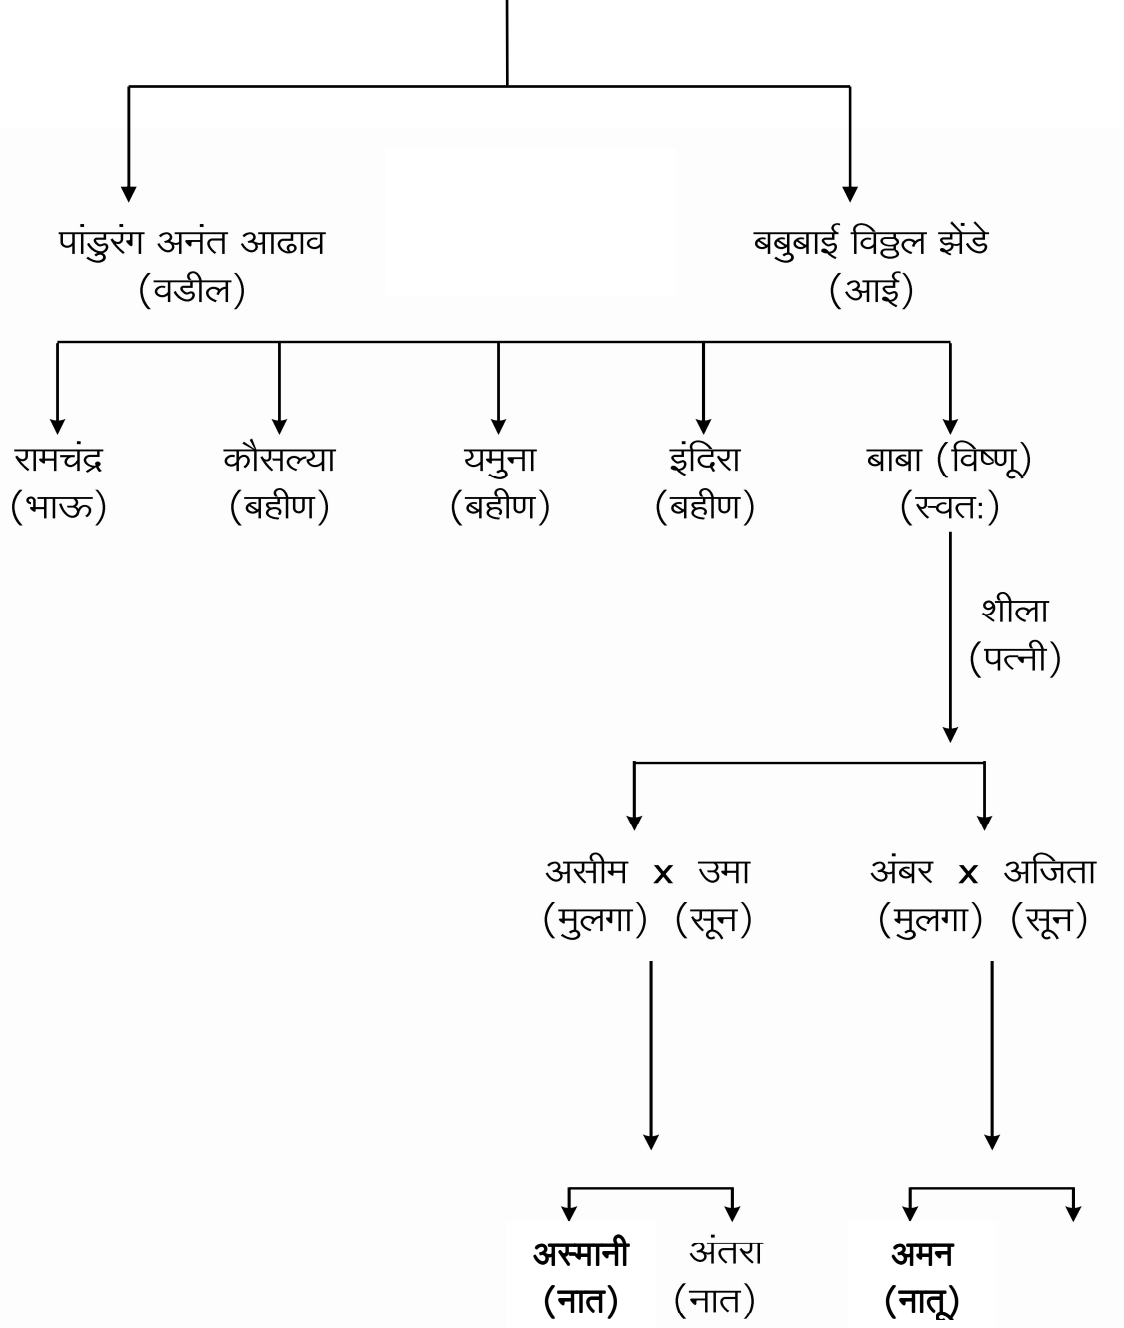 पांडुरंग अनंत आढाव
(वडील)
बबुबाई विठ्ठल झेंडे
(आई)
रामचंद्र
(भाऊ)
कौसल्या
(बहीण)
यमुना
(बहीण)
इंदिरा
(बहीण)
बाबा (विष्णू)
(स्वत:)
शीला
(पत्नी)
असीम x उमा
(मुलगा) (सून)
अंबर x अजिता
(मुलगा) (सून)
अस्मानी
(नात)
अंतरा
(नात)
अमन
(नातू)